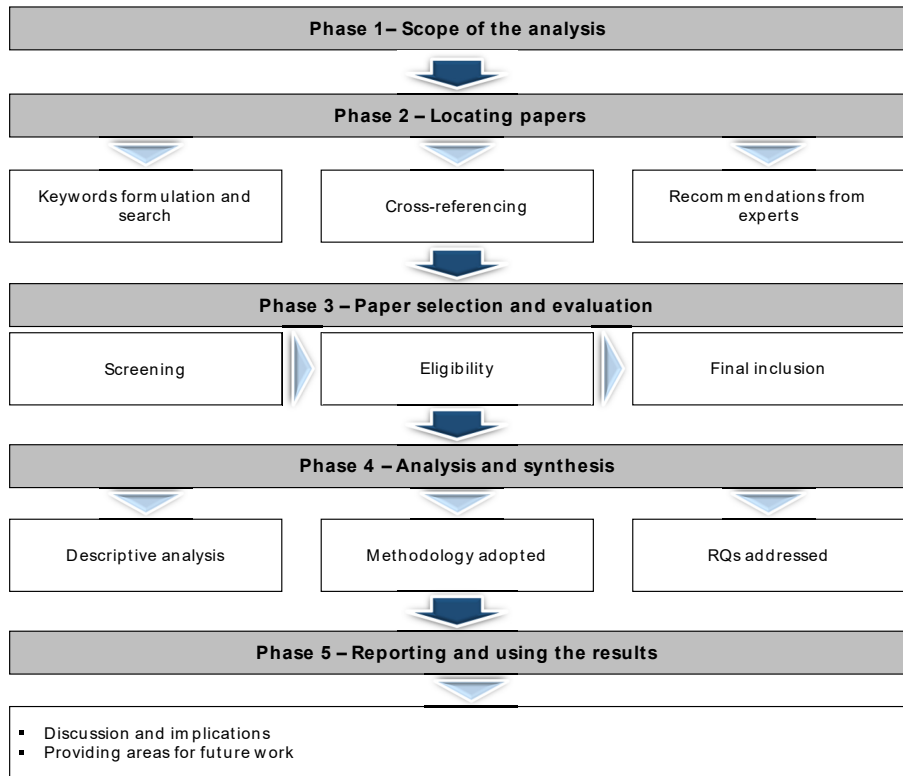 Phase 1 – Scope of the analysis
Phase 2 – Locating papers
Keywords formulation and
search
Cross-referencing
Recommendations from
experts
Phase 3 – Paper selection and evaluation
Screening
Eligibility
Final inclusion
Phase 4 – Analysis and synthesis
Descriptive analysis
Methodology adopted
RQs addressed
Phase 5 – Reporting and using the results
▪ Discussion and implications
▪ Providing areas for future work